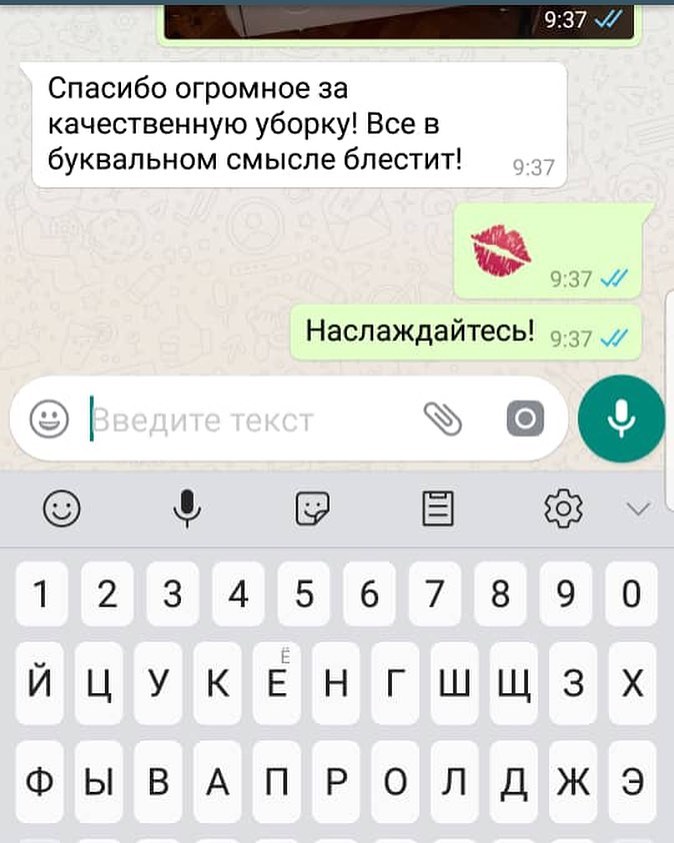 9:37
Спасибо огромное за
качественную уборку! Все в
буквальном смысле блестит!
9:37
9:37
Наслаждайтесь! 9:37
Введите текст
1 2 3 4 5 6 7 8 9 0
Ё
Й Ц У К Е Н Г Ш Щ З Х
Ф Ы В А П Р О Л Д Ж Э